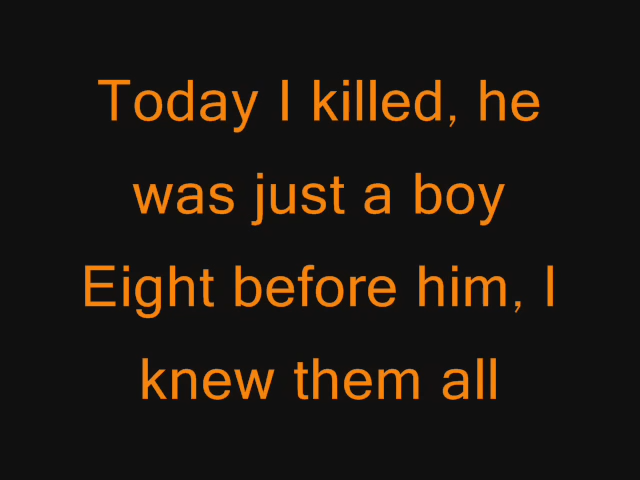 Today I killed, he
was just a boy
Eight before him, I
knew them all